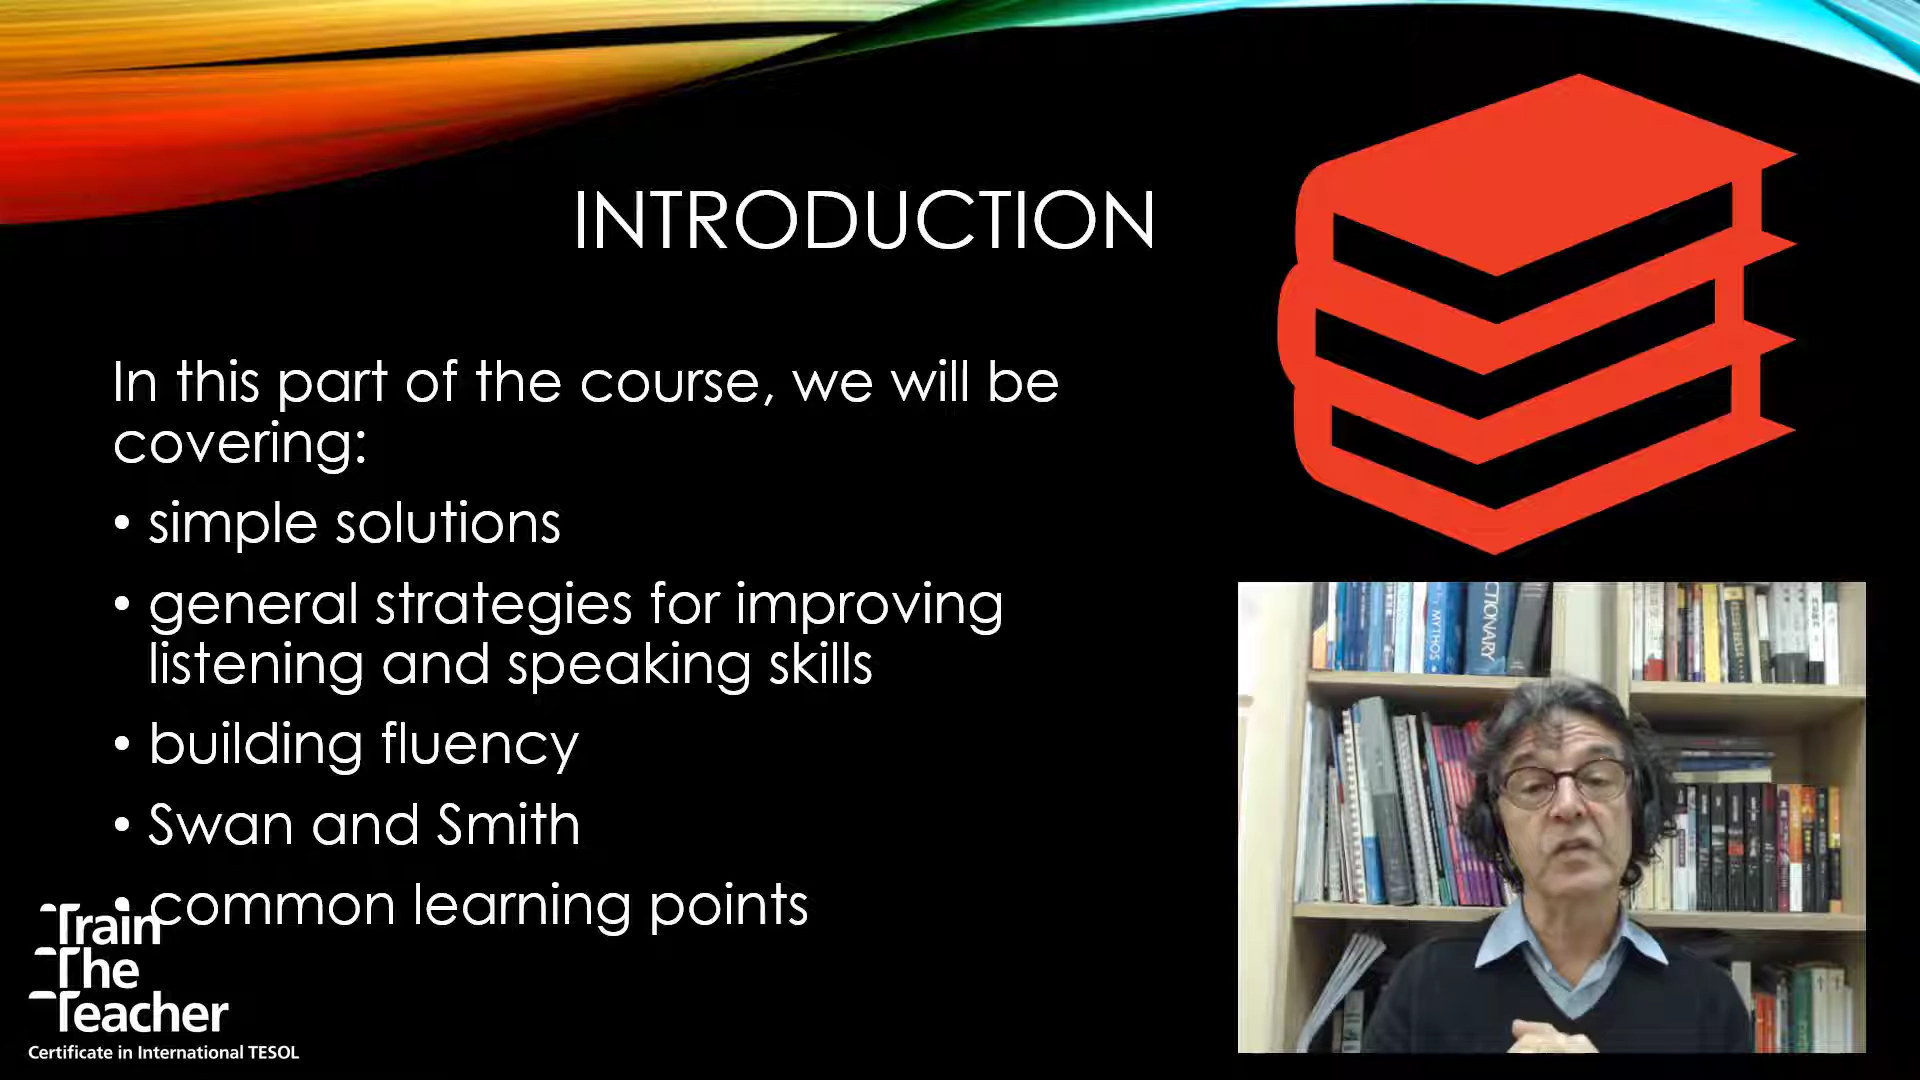 INTRODUCTION
In this part of the course, we will be
covering:
• simple solutions
• general strategies for improving
listening and speaking skills
• building fluency
• Swan and Smith
• common learning points
Train
The
Teacher
Certificate in International TESOL
CTIONARY
MYTHOS